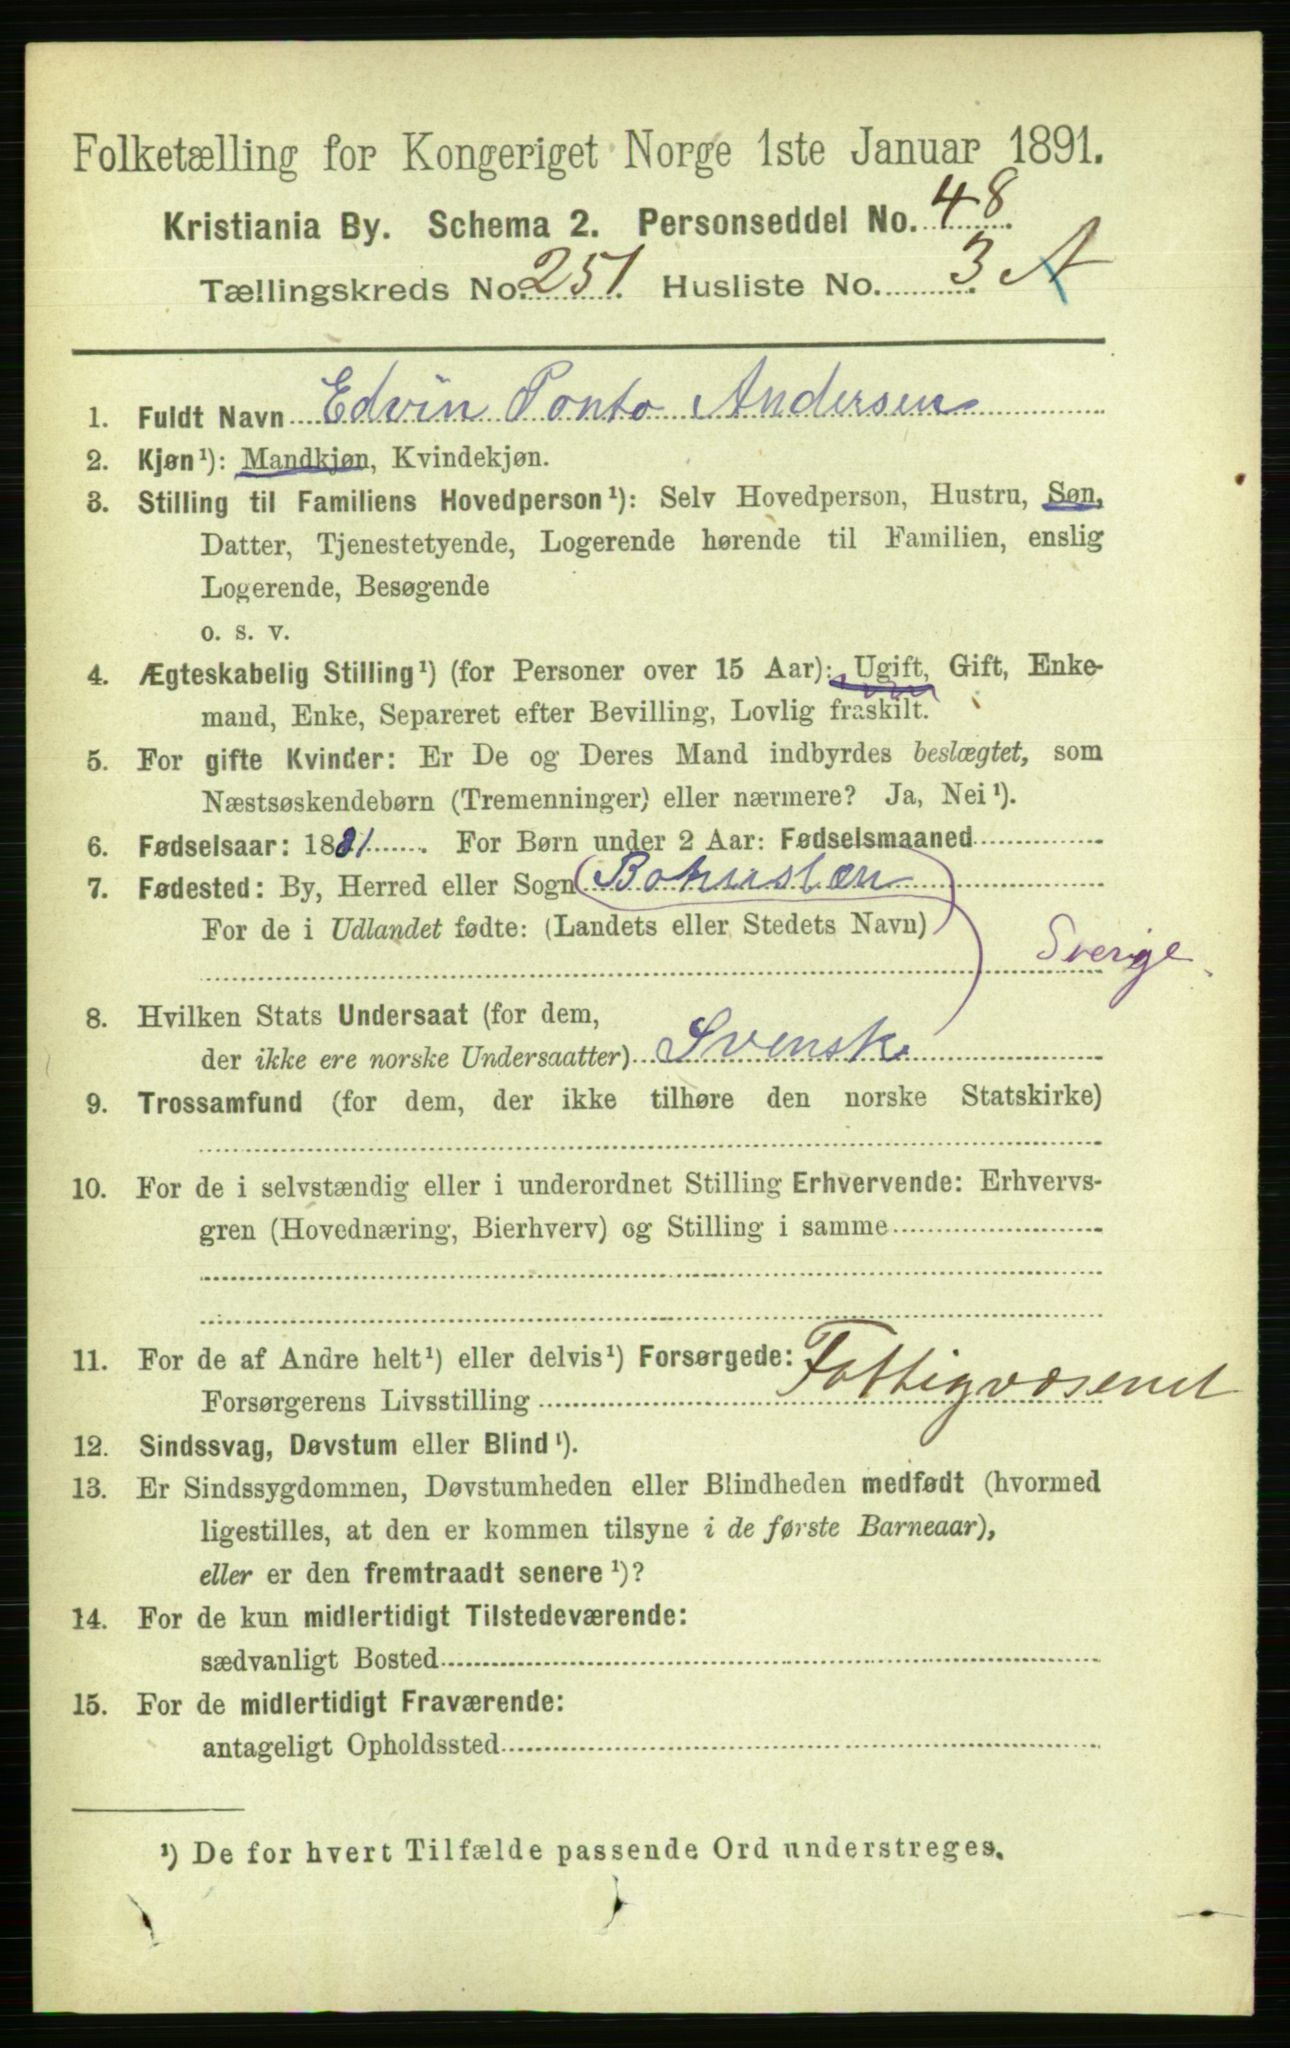 Folketælling for Kongeriget Norge 1ste Januar 1891.
Kristiania By. Schema 2. Personseddel No. 48.
Tællingskreds No. 251. Husliste No. 3 A
1. Fuldt Navn Edvin Ponto Andersen
2. Kjøn¹): Mandkjøn, Kvindekjøn.
3. Stilling til Familiens Hovedperson¹): Selv Hovedperson, Hustru, Søn,
Datter, Tjenestetyende, Logerende hørende til Familien, enslig
Logerende, Besøgende
o. s. v.
4. Ægteskabelig Stilling¹) (for Personer over 15 Aar): Ugift, Gift, Enke-
mand, Enke, Separeret efter Bevilling, Lovlig fraskilt.
5. For gifte Kvinder: Er De og Deres Mand indbyrdes beslægtet, som
Næstsøskendebørn (Tremenninger) eller nærmere? Ja, Nei¹).
6. Fødselsaar: 1881. For Børn under 2 Aar: Fødselsmaaned
7. Fødested: By, Herred eller Sogn Bohuslæn
For de i Udlandet fødte: (Landets eller Stedets Navn)
Sverige
8. Hvilken Stats Undersaat (for dem,
der ikke ere norske Undersaatter) Svensk
9. Trossamfund (for dem, der ikke tilhøre den norske Statskirke)
10. For de i selvstændig eller i underordnet Stilling Erhvervende: Erhvervs-
gren (Hovednæring, Bierhverv) og Stilling i samme
11. For de af Andre helt¹) eller delvis¹) Forsørgede:
Forsørgerens Livsstilling Fattigvæsenet
12. Sindssvag, Døvstum eller Blind¹).
13. Er Sindssygdommen, Døvstumheden eller Blindheden medfødt (hvormed
ligestilles, at den er kommen tilsyne i de første Barneaar),
eller er den fremtraadt senere¹)?
14. For de kun midlertidigt Tilstedeværende:
sædvanligt Bosted
15. For de midlertidigt Fraværende:
antageligt Opholdssted
¹) De for hvert Tilfælde passende Ord understreges.